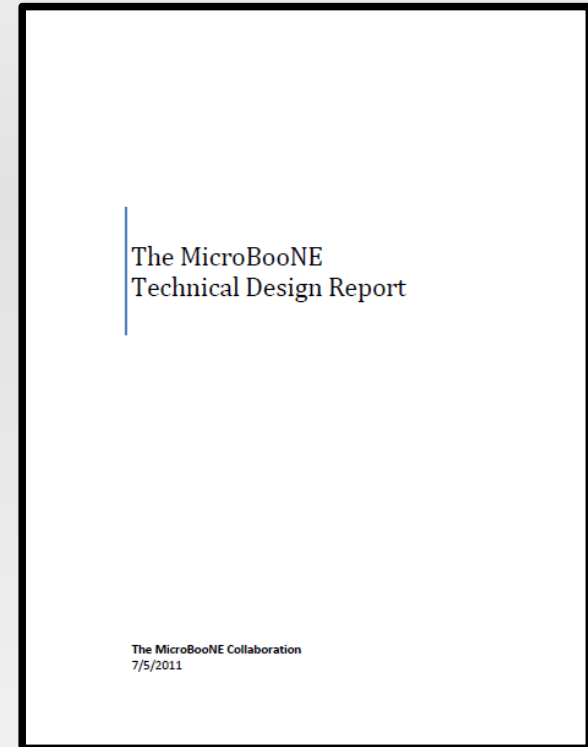 The MicroBooNE
Technical Design Report
The MicroBooNE Collaboration
7/5/2011